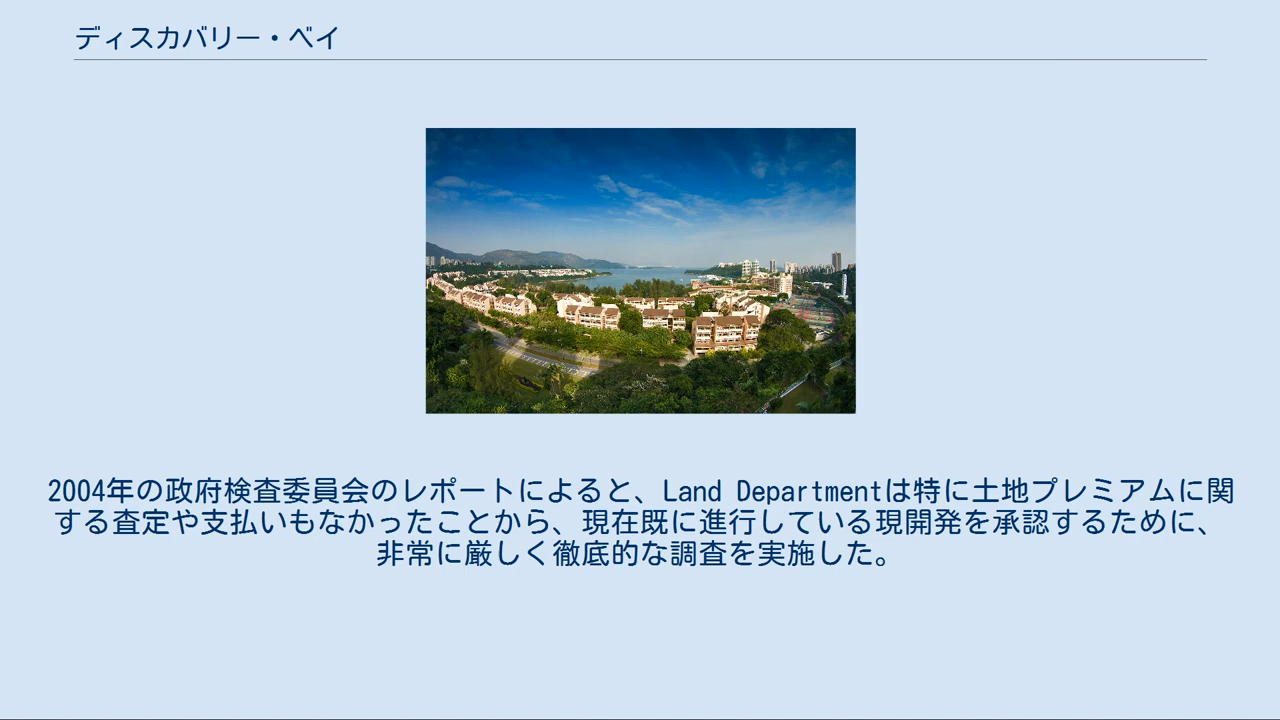 ディスカバリー・ベイ
2004年の政府検査委員会のレポートによると、Land Departmentは特に土地プレミアムに関
する査定や支払いもなかったことから、現在既に進行している現開発を承認するために、
非常に厳しく徹底的な調査を実施した。